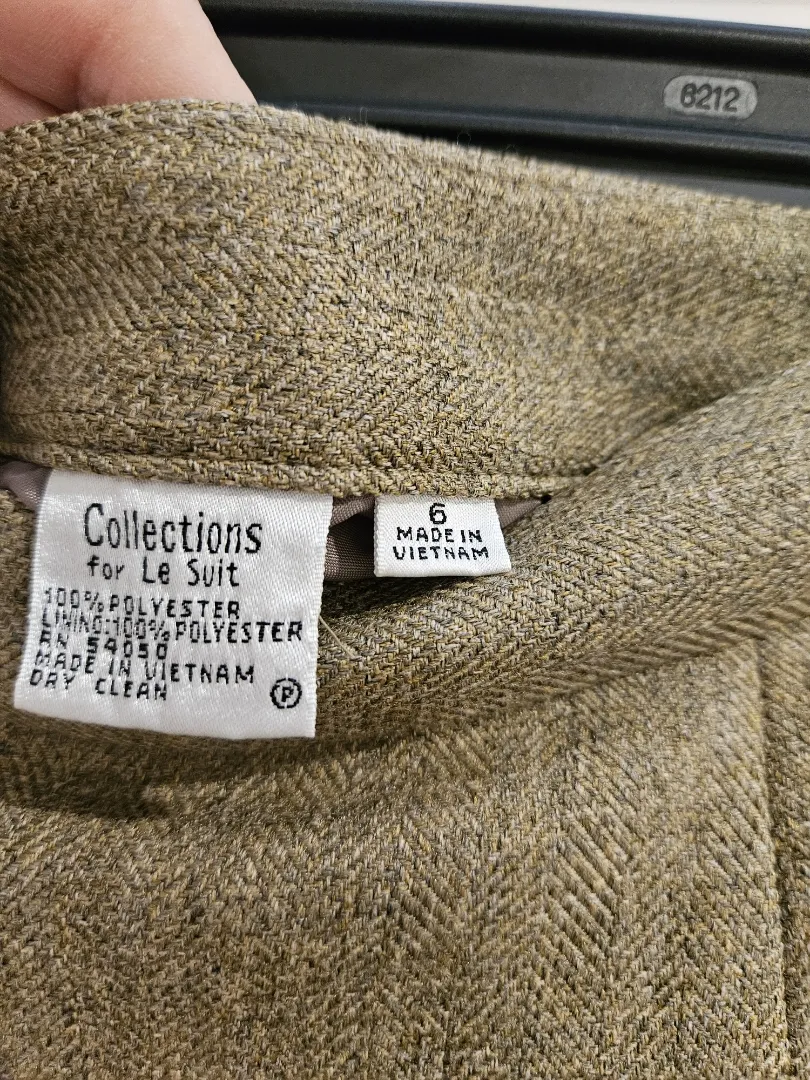 6212
Collections
for Le Suit
100% POLYESTER
LINING:100% POLYESTER
RN 54050
MADE IN VIETNAM
DRY CLEAN
P
6
MADE IN
VIETNAM